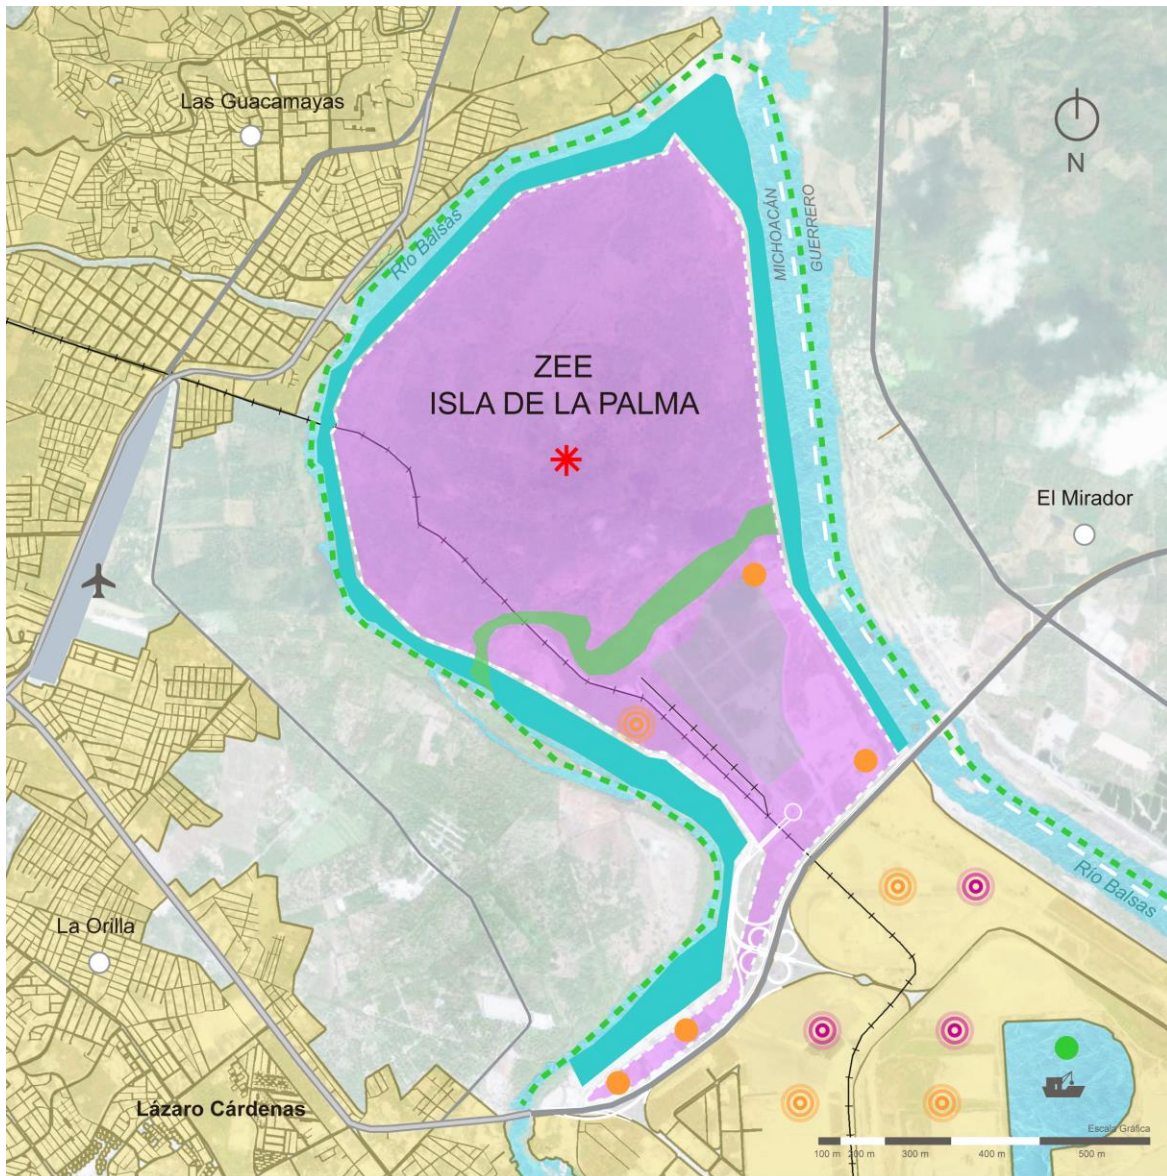 Las Guacamayas
N
Río Balsas
MICHOACÁN
GUERRERO
ZEE
ISLA DE LA PALMA
El Mirador
Río Balsas
La Orilla
Lázaro Cárdenas
Escala Gráfica
100 m 200 m 300 m 400 m 500 m